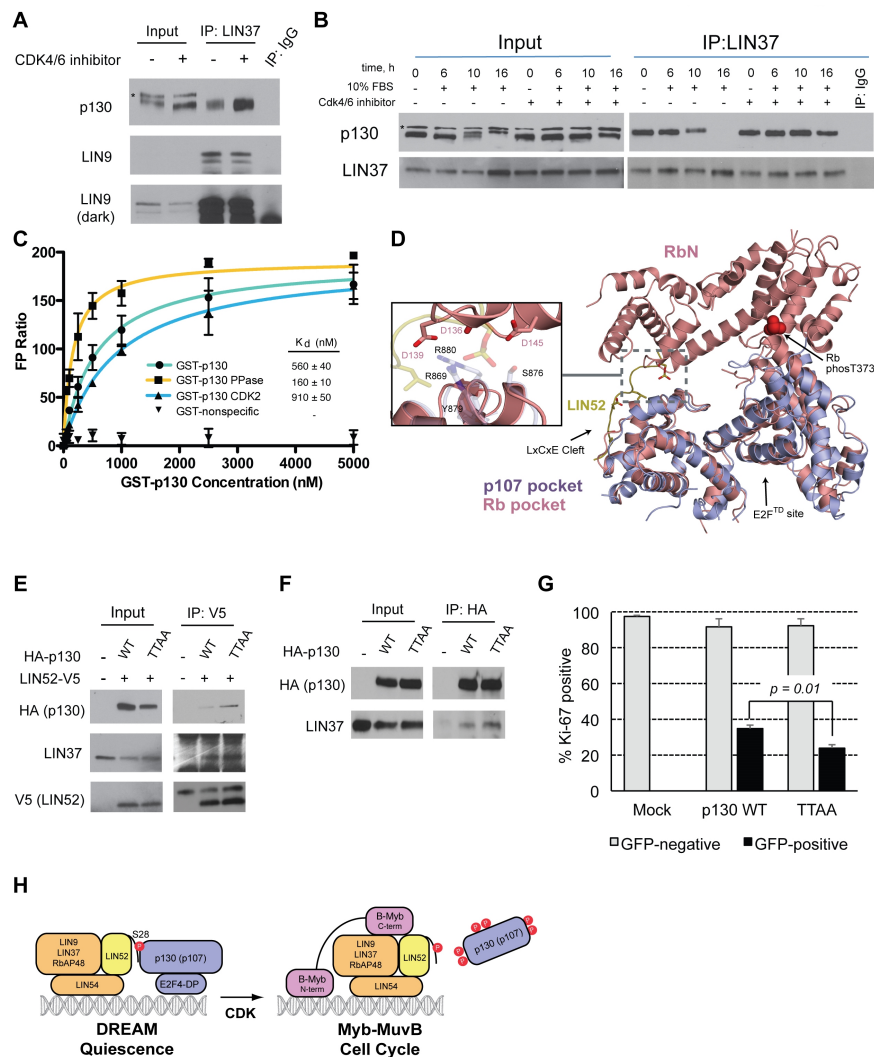 A
Input
IP: LIN37
IP: IgG
CDK4/6 inhibitor - + - +
*
p130
LIN9
LIN9
(dark)
B
Input
IP:LIN37
time, h 0 6 10 16 0 6 10 16 0 6 10 16 0 6 10 16
10% FBS + + + + + + + + + + + +
Cdk4/6 inhibitor + + + + + + + +
IP: IgG
*
p130
LIN37
C
FP Ratio
200
150
100
50
0
0 1000 2000 3000 4000 5000
GST-p130 Concentration (nM)
Kd (nM)
GST-p130 560 ± 40
GST-p130 PPase 160 ± 10
GST-p130 CDK2 910 ± 50
GST-nonspecific -
D
RbN
D136
D139
D145
R880
R869
S876
Y879
Rb
phosT373
LIN52
LxCxE Cleft
p107 pocket
Rb pocket
E2FTD site
E
Input
IP: V5
HA-p130 - WT TTAA - WT TTAA
LIN52-V5 - + + - + +
HA (p130)
LIN37
V5 (LIN52)
F
Input
IP: HA
HA-p130 - WT TTAA - WT TTAA
HA (p130)
LIN37
G
% Ki-67 positive
100
80
60
40
20
0
p = 0.01
Mock p130 WT TTAA
GFP-negative GFP-positive
H
S28
P
LIN9
LIN37
RbAP48
LIN52
p130 (p107)
LIN54
E2F4-DP
DREAM
Quiescence
CDK
B-Myb
C-term
LIN9
LIN37
RbAP48
LIN52
P
B-Myb
N-term
LIN54
Myb-MuvB
Cell Cycle
P P
P
p130 (p107)
P
P
P